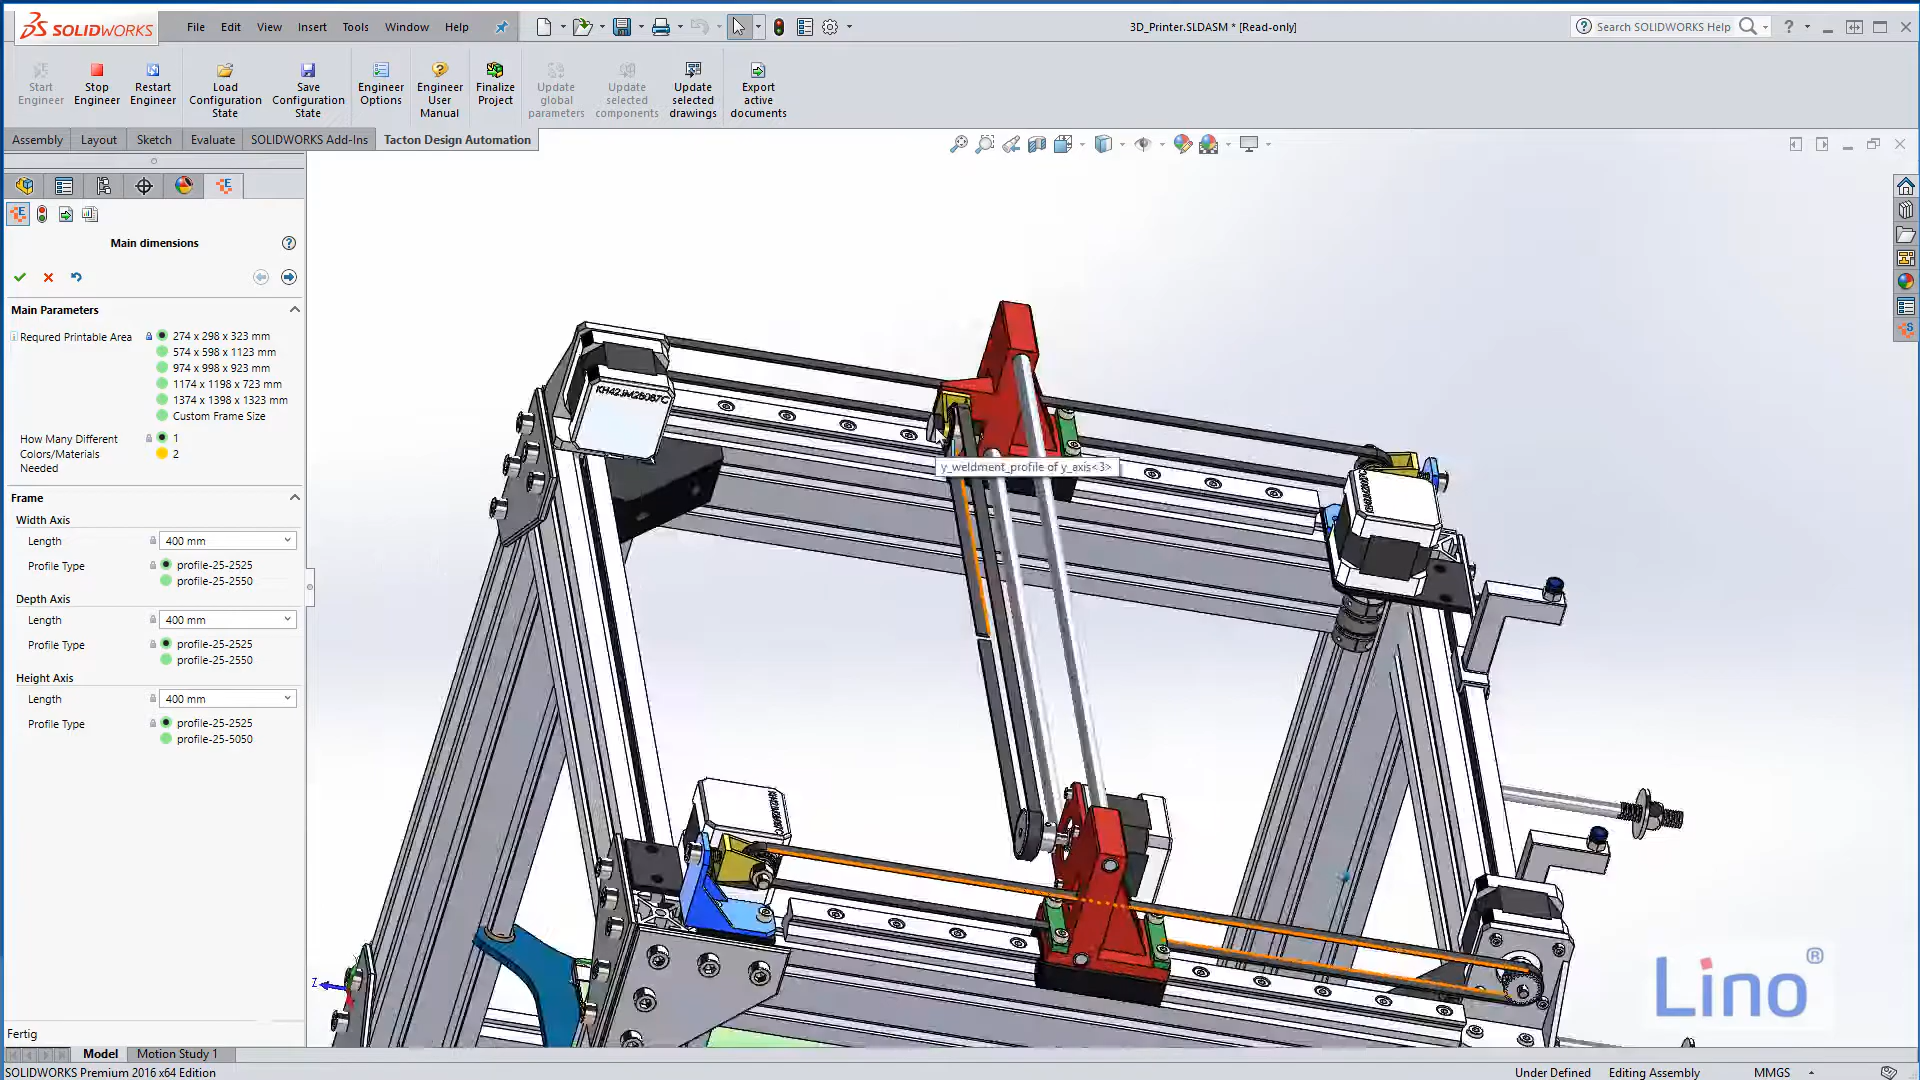 SOLIDWORKS
File Edit View Insert Tools Window Help
3D_Printer.SLDASM * [Read-only]
Search SOLIDWORKS Help
Start Engineer
Stop Engineer
Restart Engineer
Load Configuration State
Save Configuration State
Engineer Options
Engineer User Manual
Finalize Project
Update global parameters
Update selected components
Update selected drawings
Export active documents
Assembly Layout Sketch Evaluate SOLIDWORKS Add-Ins Tacton Design Automation
Main dimensions
Main Parameters
Requred Printable Area
274 x 298 x 323 mm
574 x 598 x 1123 mm
974 x 998 x 923 mm
1174 x 1198 x 723 mm
1374 x 1398 x 1323 mm
Custom Frame Size
How Many Different
Colors/Materials
Needed
1
2
Frame
Width Axis
Length 400 mm
Profile Type profile-25-2525
profile-25-2550
Depth Axis
Length 400 mm
Profile Type profile-25-2525
profile-25-2550
Height Axis
Length 400 mm
Profile Type profile-25-2525
profile-25-5050
KH42JM2B087C
y_weldment_profile of y_axis<3>
Z
Lino®
Fertig
Model Motion Study 1
SOLIDWORKS Premium 2016 x64 Edition
Under Defined Editing Assembly MMGS